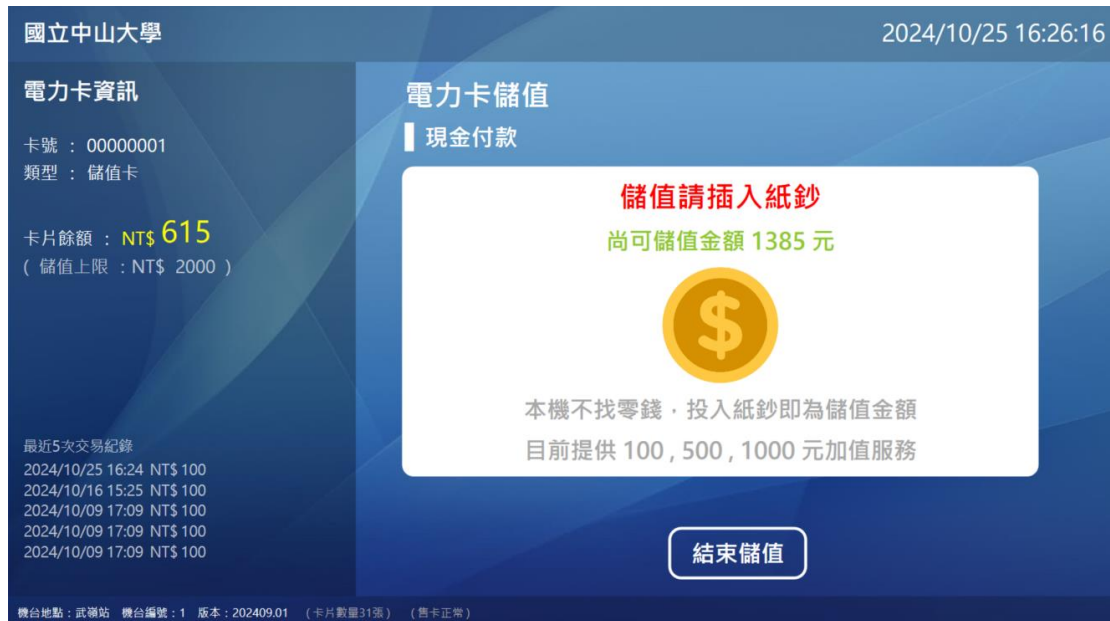 國立中山大學
2024/10/25 16:26:16
電力卡資訊
卡號 : 00000001
類型 : 儲值卡
卡片餘額 : NT$ 615
( 儲值上限 : NT$ 2000 )
最近5次交易紀錄
2024/10/25 16:24 NT$ 100
2024/10/16 15:25 NT$ 100
2024/10/09 17:09 NT$ 100
2024/10/09 17:09 NT$ 100
2024/10/09 17:09 NT$ 100
電力卡儲值
現金付款
儲值請插入紙鈔
尚可儲值金額 1385 元
$
本機不找零錢，投入紙鈔即為儲值金額
目前提供 100 , 500 , 1000 元加值服務
結束儲值
機台地點 : 武嶺站 機台編號 : 1 版本 : 202409.01 (卡片數量31張) (售卡正常)